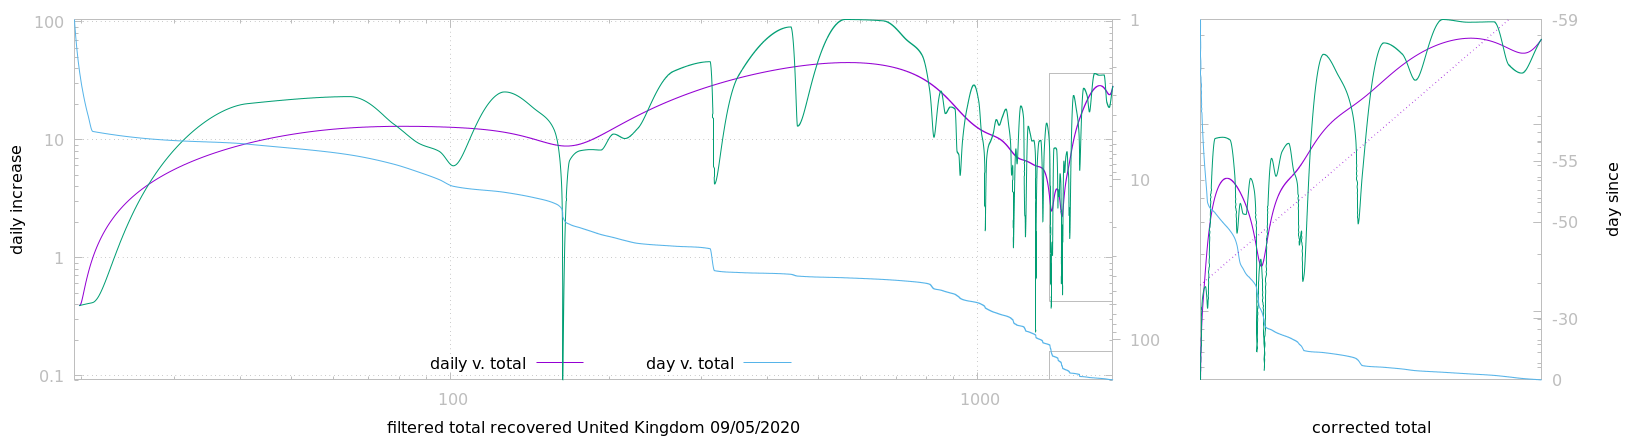 100
10
1
0.1
daily increase
100
1000
1
10
100
daily v. total
day v. total
filtered total recovered United Kingdom 09/05/2020
-59
-55
-50
-30
0
day since
corrected total